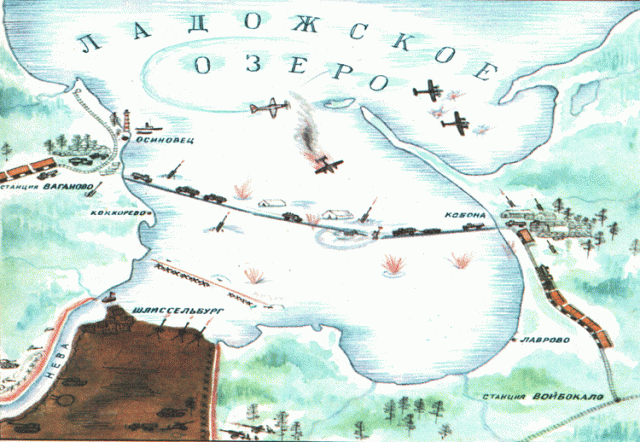 ЛАДОЖСКОЕ
ОЗЕРО
ОСИНОВЕЦ
СТАНЦИЯ ВАГАНОВО
КОККОРЕВО
КОБОНА
ШЛИССЕЛЬБУРГ
НЕВА
ЛАВРОВО
СТАНЦИЯ ВОЙБОКАЛО